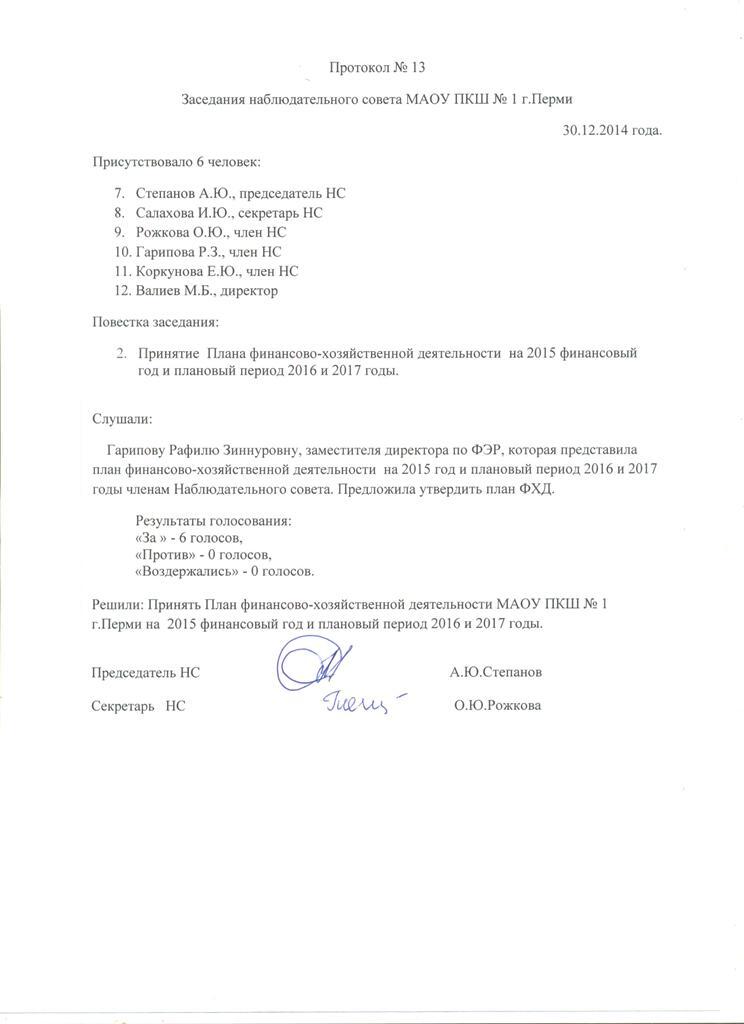 Протокол № 13
Заседания наблюдательного совета МАОУ ПКШ № 1 г.Перми
30.12.2014 года.
Присутствовало 6 человек:
7. Степанов А.Ю., председатель НС
8. Салахова И.Ю., секретарь НС
9. Рожкова О.Ю., член НС
10. Гарипова Р.З., член НС
11. Коркунова Е.Ю., член НС
12. Валиев М.Б., директор
Повестка заседания:
2. Принятие Плана финансово-хозяйственной деятельности на 2015 финансовый
год и плановый период 2016 и 2017 годы.
Слушали:
Гарипову Рафилю Зиннуровну, заместителя директора по ФЭР, которая представила
план финансово-хозяйственной деятельности на 2015 год и плановый период 2016 и 2017
годы членам Наблюдательного совета. Предложила утвердить план ФХД.
Результаты голосования:
«За » - 6 голосов,
«Против» - 0 голосов,
«Воздержались» - 0 голосов.
Решили: Принять План финансово-хозяйственной деятельности МАОУ ПКШ № 1
г.Перми на 2015 финансовый год и плановый период 2016 и 2017 годы.
Председатель НС А.Ю.Степанов
Секретарь НС О.Ю.Рожкова